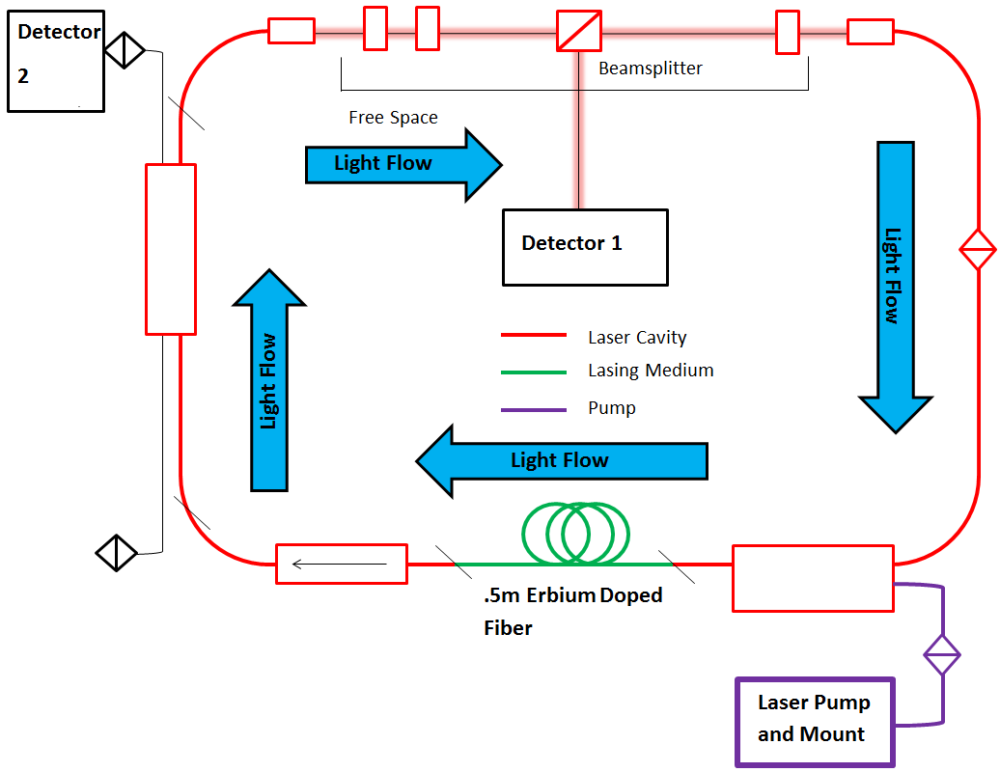 Detector
2
Beamsplitter
Free Space
Light Flow
Detector 1
Light Flow
Light Flow
Laser Cavity
Lasing Medium
Pump
Light Flow
.5m Erbium Doped
Fiber
Laser Pump
and Mount